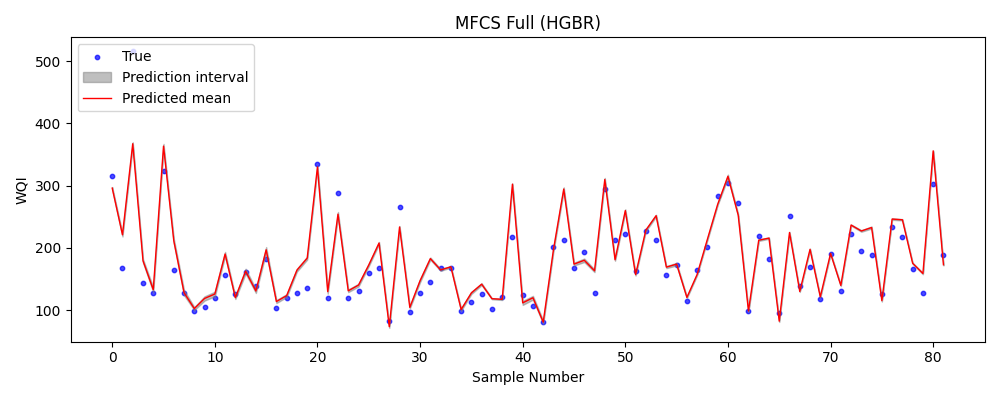 MFCS Full (HGBR)
True
Prediction interval
Predicted mean
WQI
500
400
300
200
100
0 10 20 30 40 50 60 70 80
Sample Number